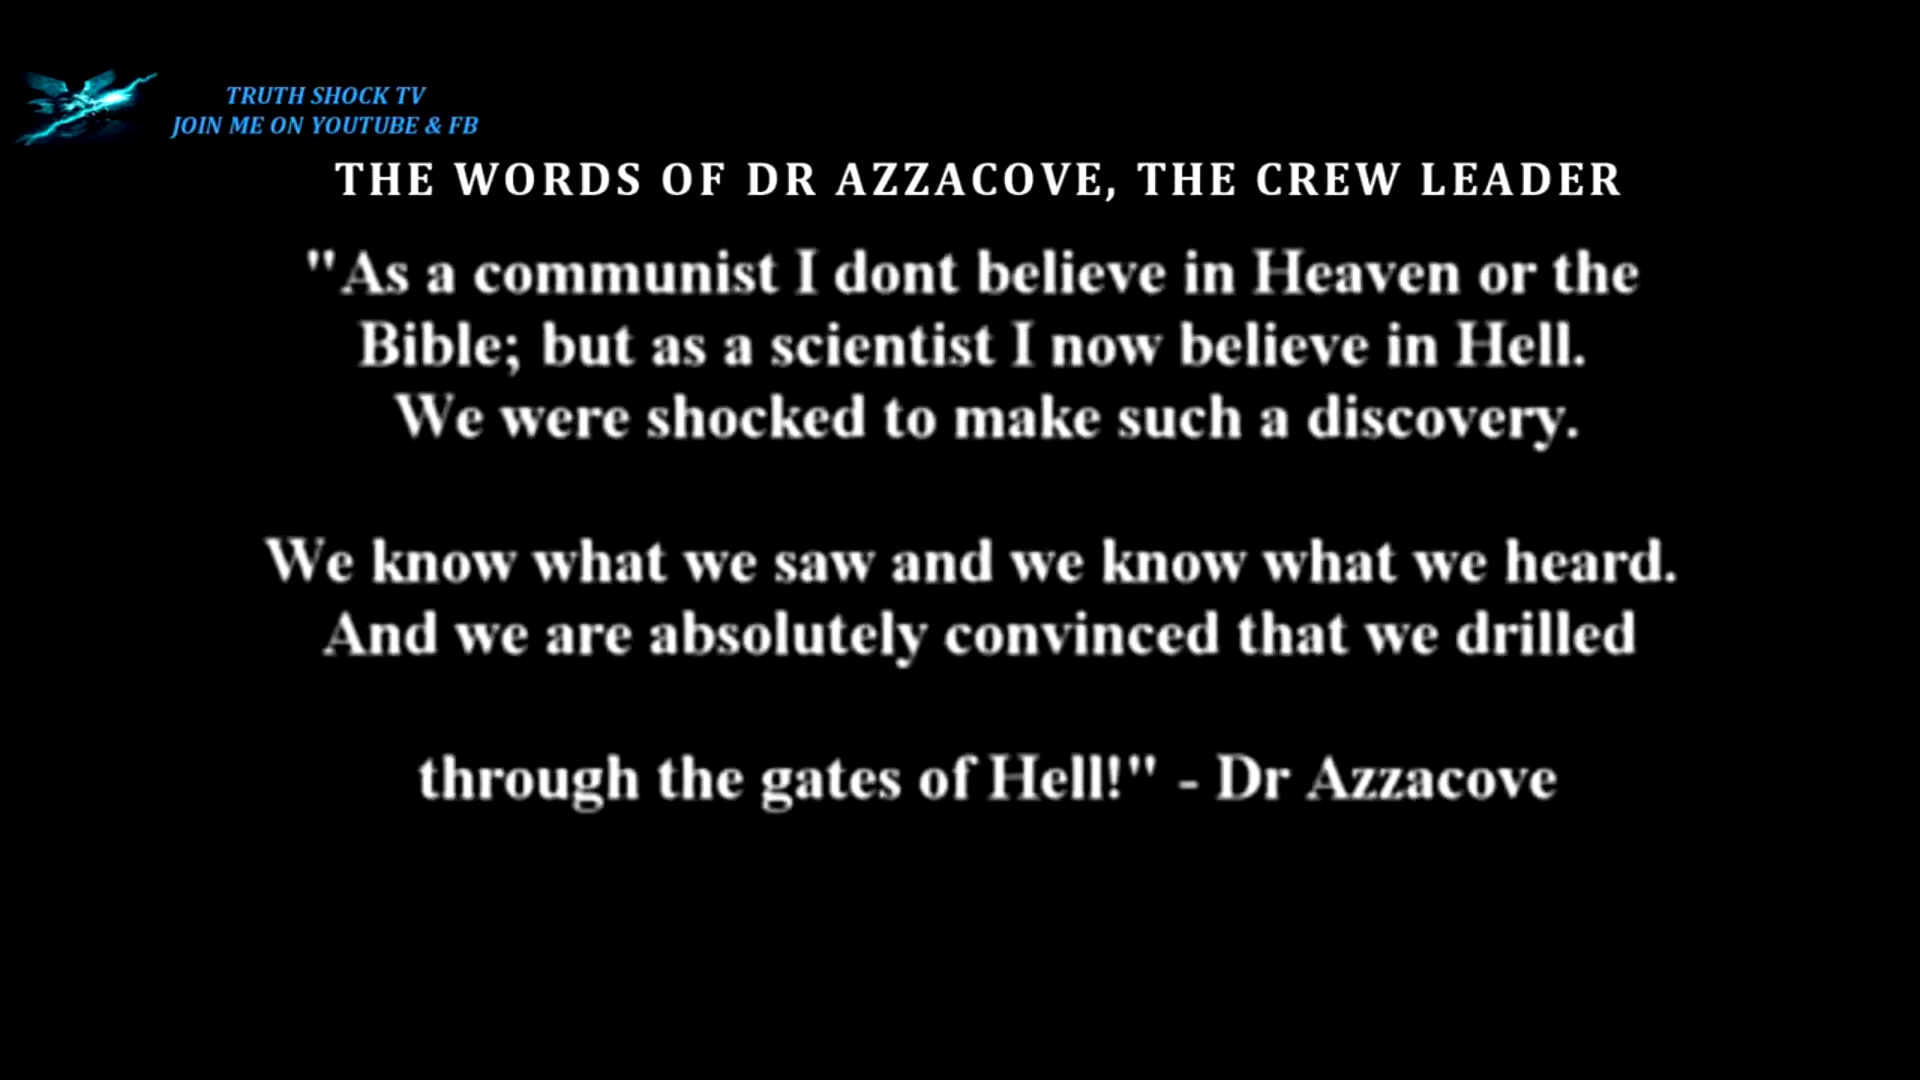 TRUTH SHOCK TV
JOIN ME ON YOUTUBE & FB
THE WORDS OF DR AZZACOVE, THE CREW LEADER
"As a communist I dont believe in Heaven or the
Bible; but as a scientist I now believe in Hell.
We were shocked to make such a discovery.
We know what we saw and we know what we heard.
And we are absolutely convinced that we drilled
through the gates of Hell!" - Dr Azzacove